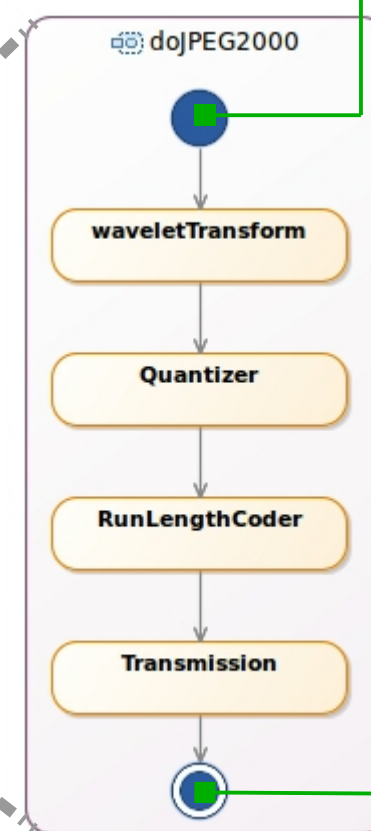 doJPEG2000
waveletTransform
Quantizer
RunLengthCoder
Transmission